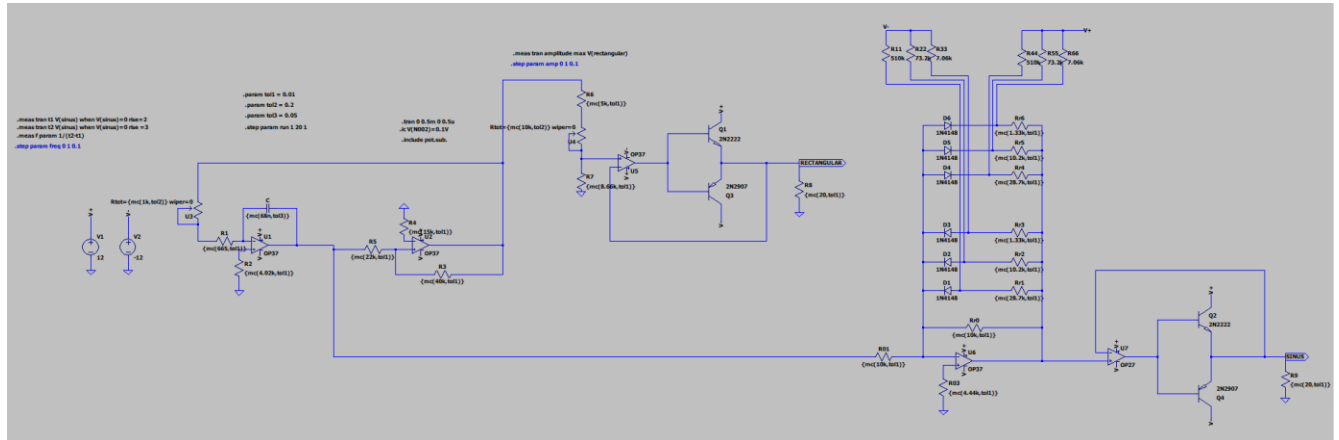 .meas tran t1 V(sinus) when V(sinus)=0 rise=2
.meas tran t2 V(sinus) when V(sinus)=0 rise =3
.meas f param 1/(t2-t1)
.step param freq 0 1 0.1
.param tol1 = 0.01
.param tol2 = 0.2
.param tol3 = 0.05
.step param run 1 20 1
.tran 0 0.5m 0 0.5u
.ic V(N002)=0.1V
.include pot.sub.
.meas tran amplitude max V(rectangular)
.step param amp 0 1 0.1
V+
V1
12
V-
V2
-12
Rtot={mc(1k,tol2)} wiper=0
U3
R1
{mc(665,tol1)}
C
{mc(68n,tol3)}
U1
OP37
R2
{mc(4.02k,tol1)}
R5
{mc(22k,tol1)}
R4
{mc(15k,tol1)}
U2
OP37
R3
{mc(40k,tol1)}
R6
{mc(5k,tol1)}
Rtot={mc(10k,tol2)} wiper=0
R7
{mc(6.66k,tol1)}
OP37
U5
Q1
2N2222
2N2907
Q3
RECTANGULAR
R8
{mc(20,tol1)}
V-
R11
510k
R22
73.2k
R33
7.06k
V+
R44
510k
R55
73.2k
R66
7.06k
D6
1N4148
Rr6
{mc(1.33k,tol1)}
D5
1N4148
Rr5
{mc(10.2k,tol1)}
D4
1N4148
Rr4
{mc(28.7k,tol1)}
D3
1N4148
Rr3
{mc(1.33k,tol1)}
D2
1N4148
Rr2
{mc(10.2k,tol1)}
D1
1N4148
Rr1
{mc(28.7k,tol1)}
Rr0
{mc(10k,tol1)}
R01
{mc(10k,tol1)}
U6
OP37
R03
{mc(4.44k,tol1)}
U7
OP27
Q2
2N2222
2N2907
Q4
SINUS
R9
{mc(20,tol1)}